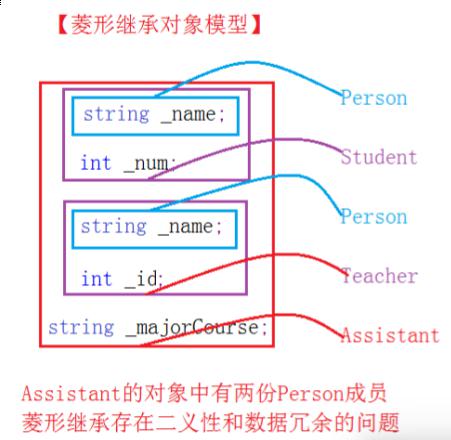 【菱形继承对象模型】
string _name;
Person
int _num;
Student
string _name;
Person
int _id;
Teacher
string _majorCourse;
Assistant
Assistant的对象中有两份Person成员
菱形继承存在二义性和数据冗余的问题